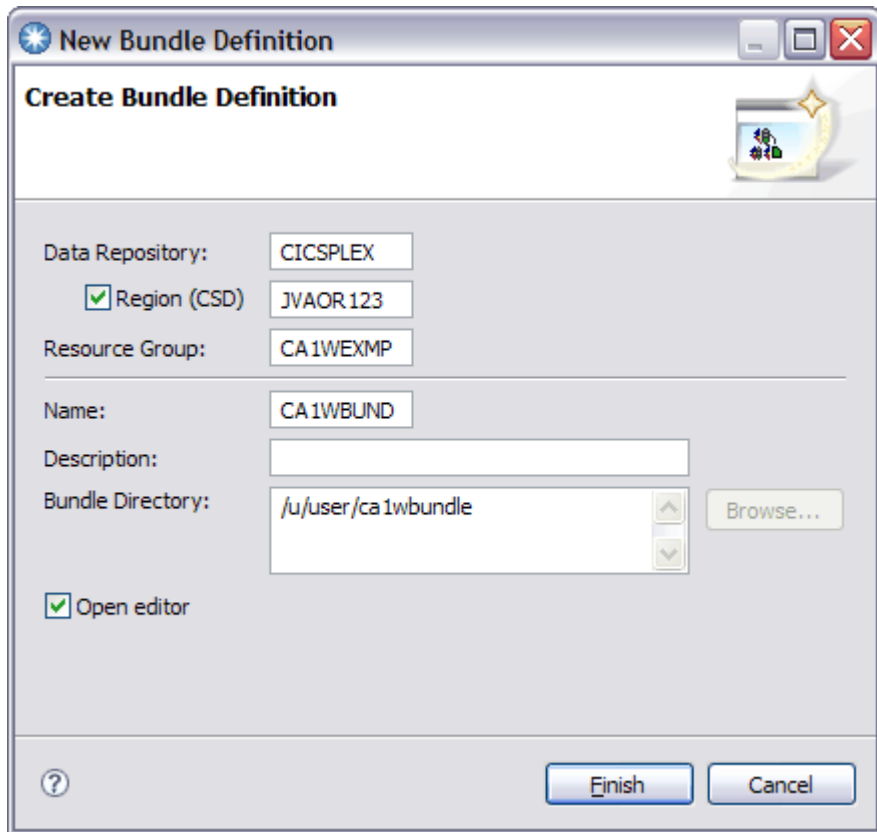 New Bundle Definition
Create Bundle Definition
Data Repository: CICSPLEX
Region (CSD) JVAOR123
Resource Group: CA1WEXMP
Name: CA1WBUND
Description:
Bundle Directory: /u/user/ca1wbundle Browse...
Open editor
? Finish Cancel